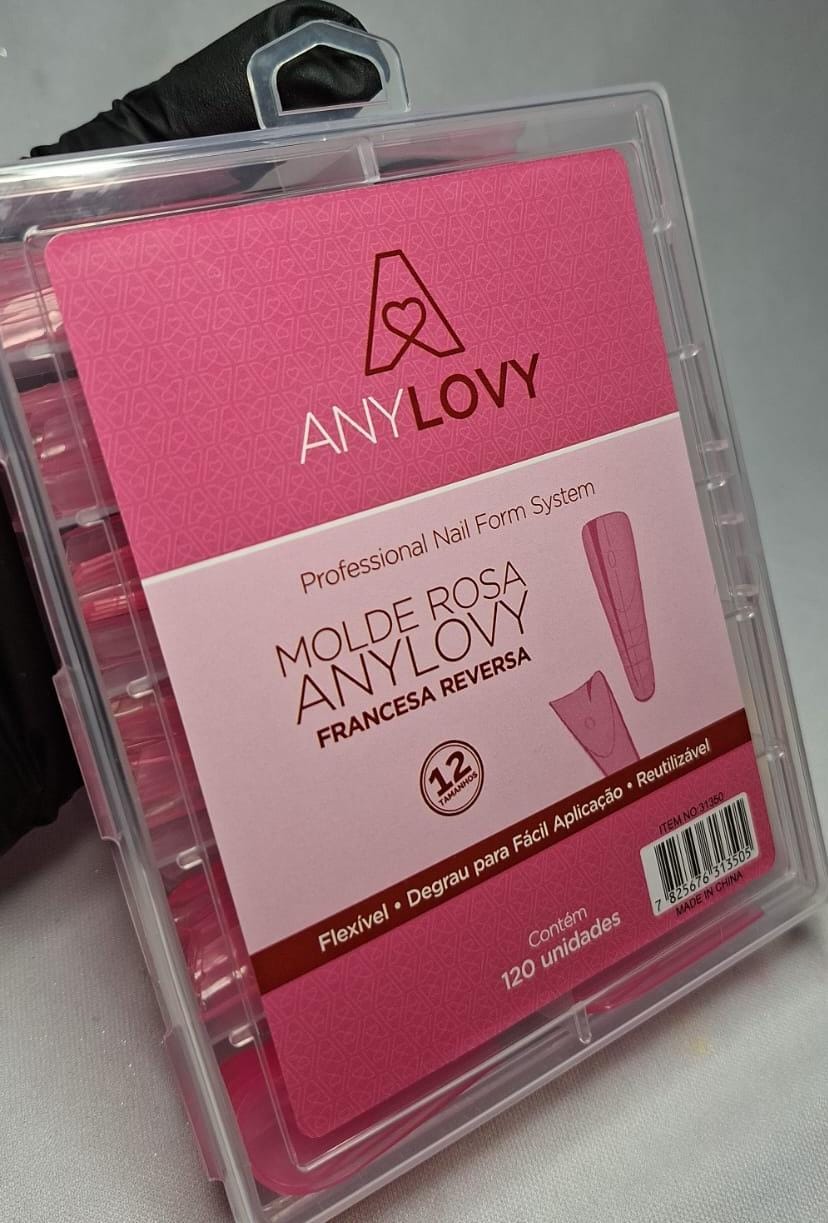 ANYLOVY
Professional Nail Form System
MOLDE ROSA
ANYLOVY
FRANCESA REVERSA
12
TAMANHOS
Flexível • Degrau para Fácil Aplicação • Reutilizável
Contém
120 unidades
ITEM NO:31350
7 825676 313505
MADE IN CHINA